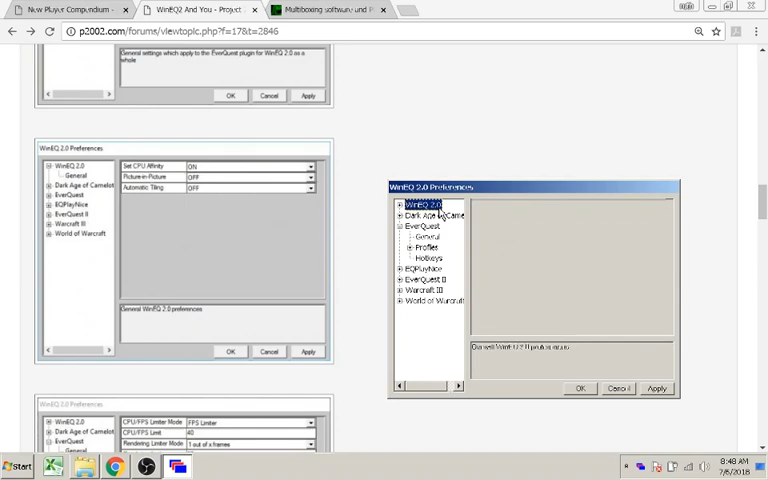 New Player Compendium -
WinEQ2 And You - Project
Multiboxing software and P
p2002.com/forums/viewtopic.php?f=17&t=2846
General settings which apply to the EverQuest plugin for WinEQ 2.0 as a
whole
OK
Cancel
Apply
WinEQ 2.0 Preferences
WinEQ 2.0
General
Dark Age of Camelot
EverQuest
EQPlayNice
EverQuest II
Warcraft III
World of Warcraft
Set CPU Affinity
ON
Picture-in-Picture
OFF
Automatic Tiling
OFF
General WinEQ 2.0 preferences
OK
Cancel
Apply
WinEQ 2.0 Preferences
WinEQ 2.0
Dark Age of Camelot
EverQuest
CPU/FPS Limiter Mode
FPS Limiter
CPU/FPS Limit
40
Rendering Limiter Mode
1 out of x frames
WinEQ 2.0 Preferences
WinEQ 2.0
Dark Age of Came
EverQuest
General
Profiles
Hotkeys
EQPlayNice
EverQuest II
Warcraft III
World of Warcraft
OK
Cancel
Apply
Start
8:48 AM
7/6/2018